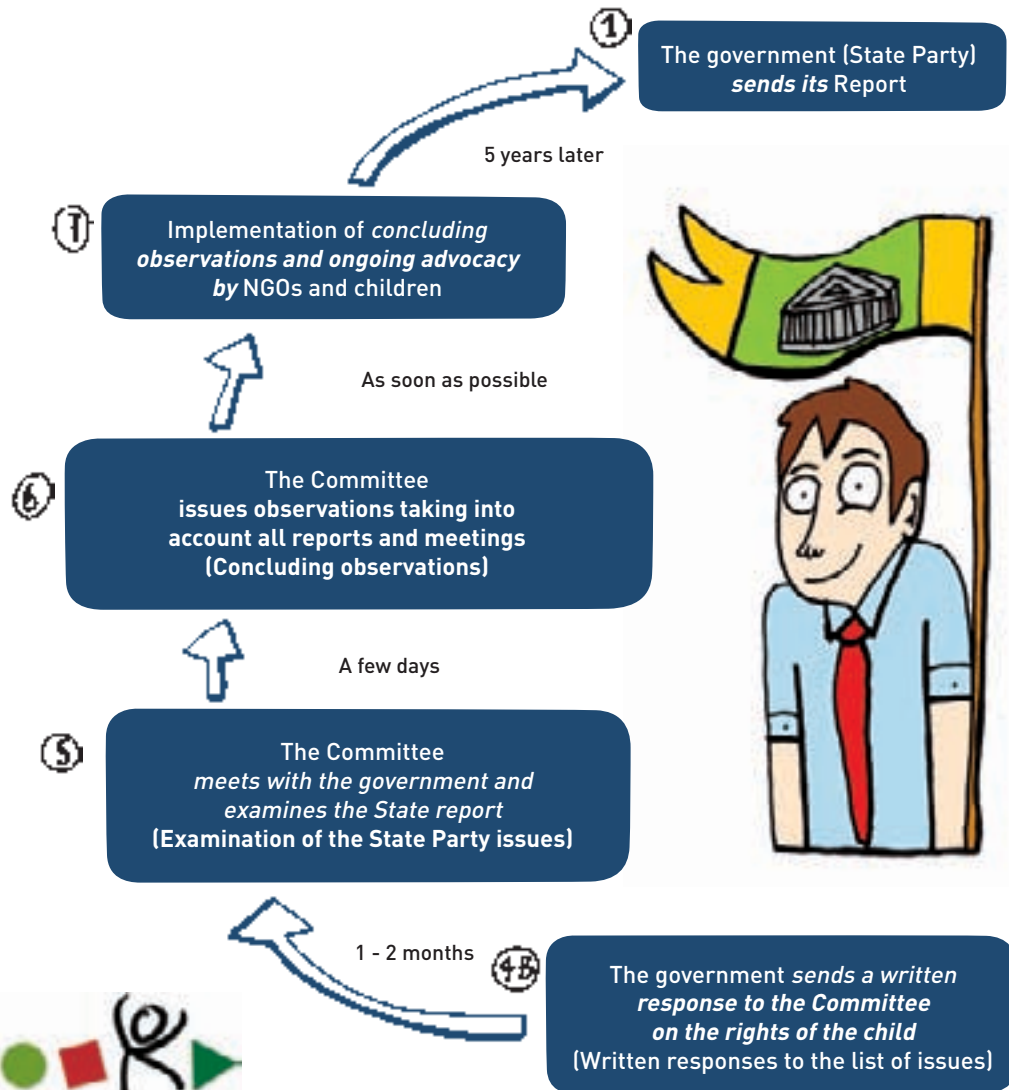 1
The government (State Party)
sends its Report
5 years later
7
Implementation of concluding
observations and ongoing advocacy
by NGOs and children
As soon as possible
6
The Committee
issues observations taking into
account all reports and meetings
(Concluding observations)
A few days
5
The Committee
meets with the government and
examines the State report
(Examination of the State Party issues)
1 - 2 months
4B
The government sends a written
response to the Committee
on the rights of the child
(Written responses to the list of issues)